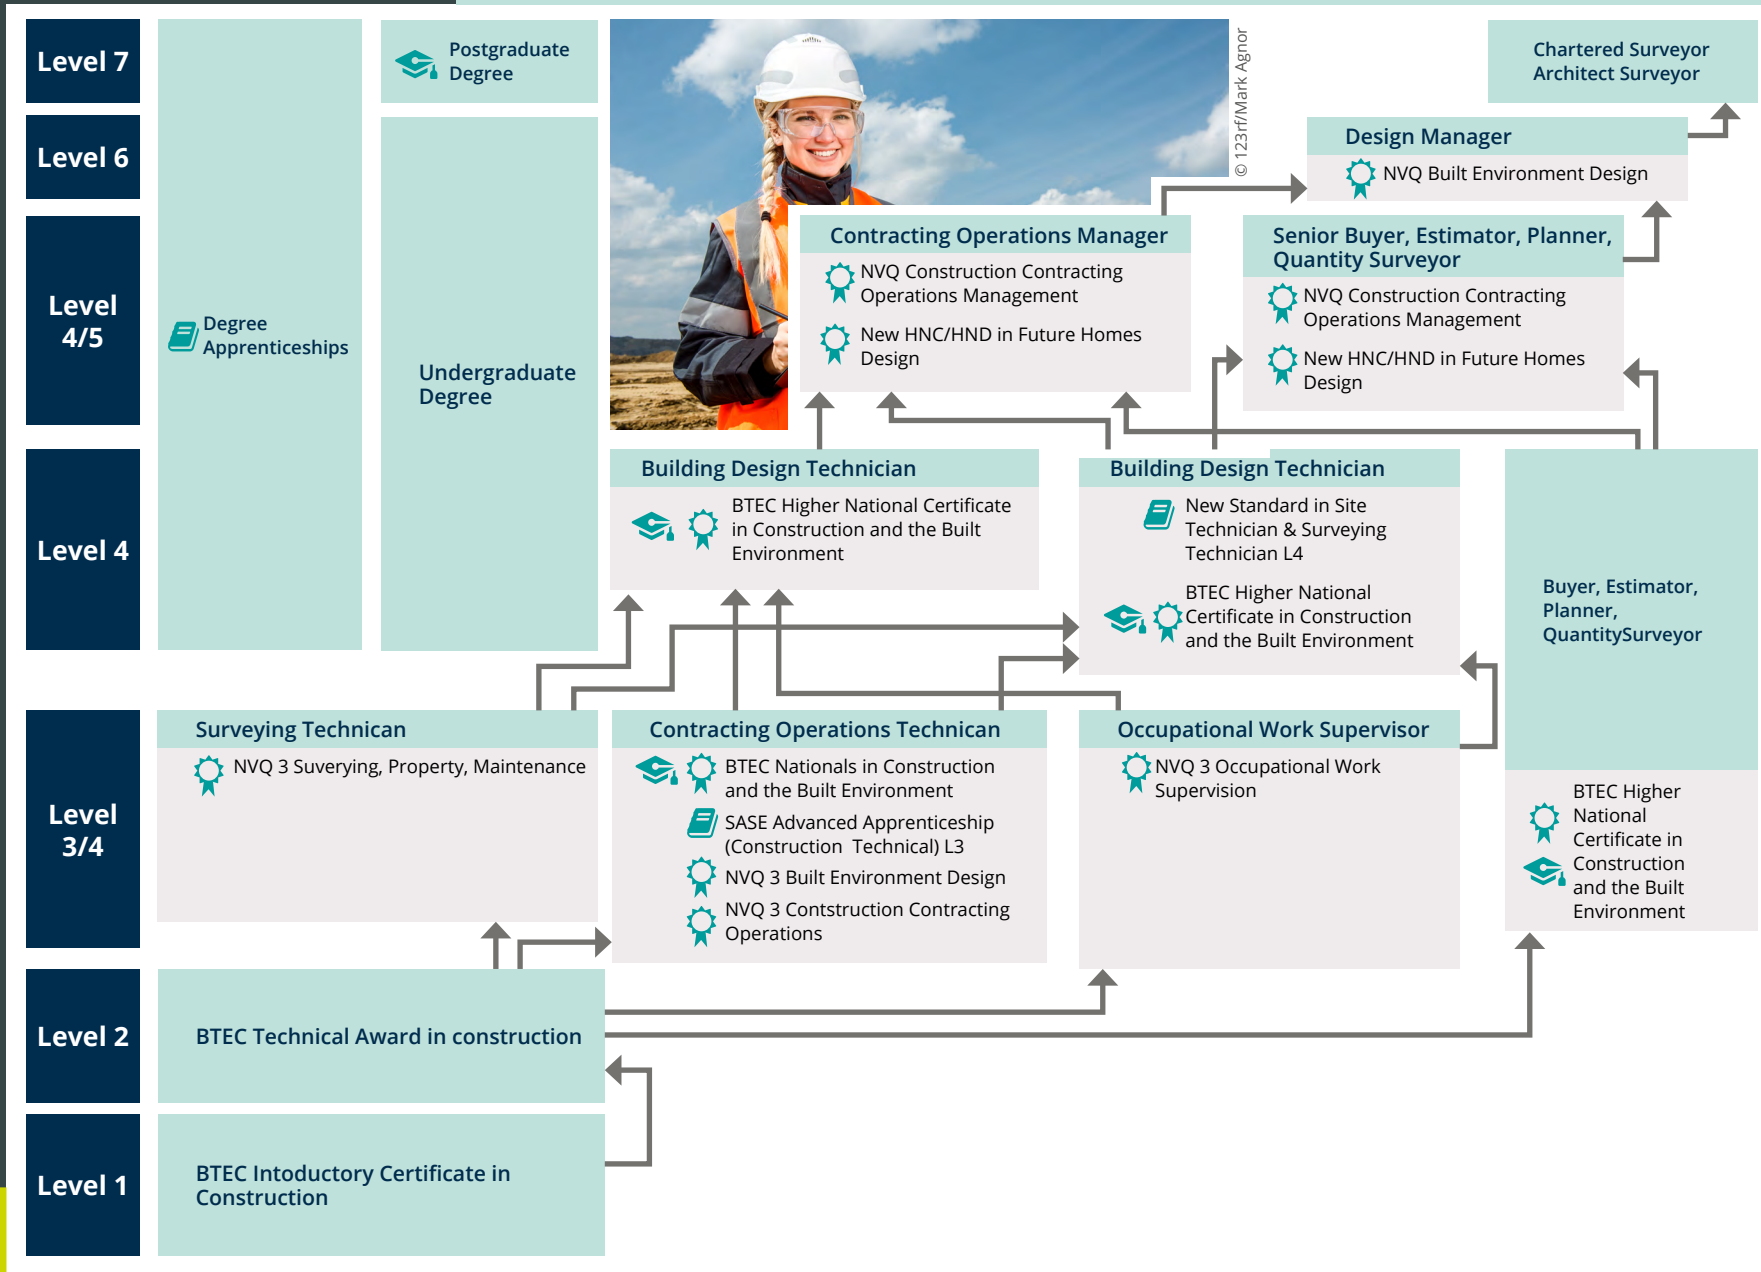 Level 7
Postgraduate
Degree
© 123rf/Mark Agnor
Chartered Surveyor
Architect Surveyor
Level 6
Design Manager
NVQ Built Environment Design
Level
4/5
Degree
Apprenticeships
Undergraduate
Degree
Contracting Operations Manager
NVQ Construction Contracting
Operations Management
New HNC/HND in Future Homes
Design
Senior Buyer, Estimator, Planner,
Quantity Surveyor
NVQ Construction Contracting
Operations Management
New HNC/HND in Future Homes
Design
Level 4
Building Design Technician
BTEC Higher National Certificate
in Construction and the Built
Environment
Building Design Technician
New Standard in Site
Technician & Surveying
Technician L4
BTEC Higher National
Certificate in Construction
and the Built Environment
Buyer, Estimator,
Planner,
QuantitySurveyor
BTEC Higher
National
Certificate in
Construction
and the Built
Environment
Level
3/4
Surveying Technican
NVQ 3 Suverying, Property, Maintenance
Contracting Operations Technican
BTEC Nationals in Construction
and the Built Environment
SASE Advanced Apprenticeship
(Construction Technical) L3
NVQ 3 Built Environment Design
NVQ 3 Contstruction Contracting
Operations
Occupational Work Supervisor
NVQ 3 Occupational Work
Supervision
Level 2
BTEC Technical Award in construction
Level 1
BTEC Intoductory Certificate in
Construction